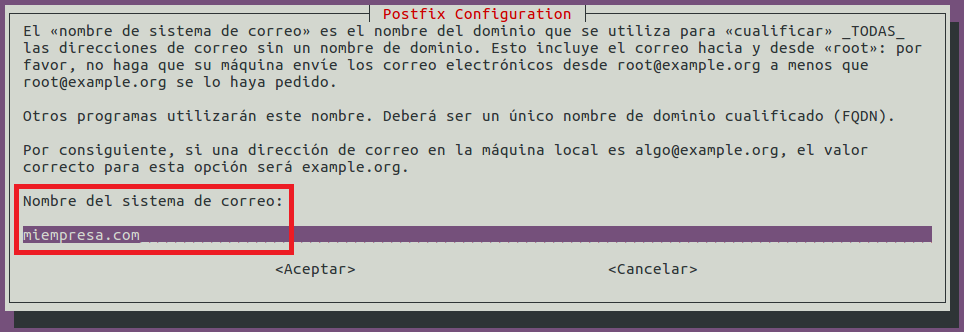 Postfix Configuration
El «nombre de sistema de correo» es el nombre del dominio que se utiliza para «cualificar» _TODAS_
las direcciones de correo sin un nombre de dominio. Esto incluye el correo hacia y desde «root»: por
favor, no haga que su máquina envíe los correo electrónicos desde root@example.org a menos que
root@example.org se lo haya pedido.
Otros programas utilizarán este nombre. Deberá ser un único nombre de dominio cualificado (FQDN).
Por consiguiente, si una dirección de correo en la máquina local es algo@example.org, el valor
correcto para esta opción será example.org.
Nombre del sistema de correo:
miempresa.com
<Aceptar> <Cancelar>